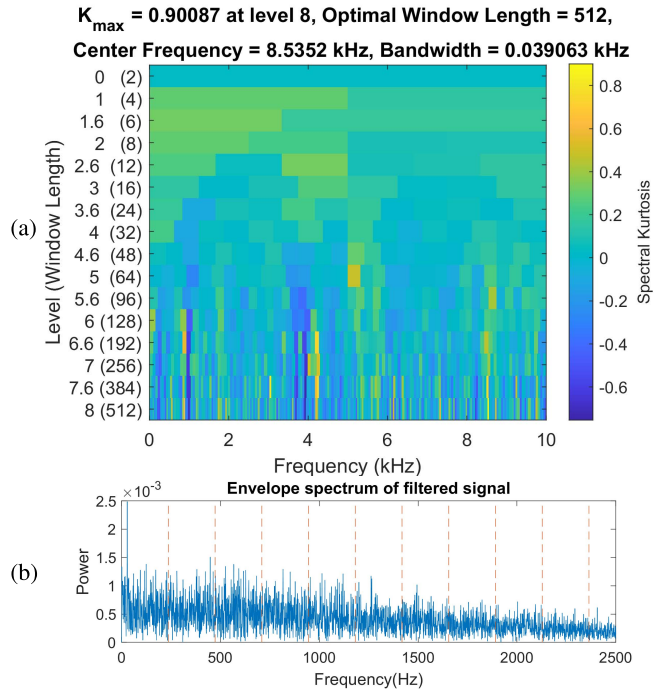 K_max = 0.90087 at level 8, Optimal Window Length = 512,
Center Frequency = 8.5352 kHz, Bandwidth = 0.039063 kHz
(a)
Level (Window Length)
0 (2)
1 (4)
1.6 (6)
2 (8)
2.6 (12)
3 (16)
3.6 (24)
4 (32)
4.6 (48)
5 (64)
5.6 (96)
6 (128)
6.6 (192)
7 (256)
7.6 (384)
8 (512)
0 2 4 6 8 10
Frequency (kHz)
0.8
0.6
0.4
0.2
0
-0.2
-0.4
-0.6
Spectral Kurtosis
(b)
Envelope spectrum of filtered signal
×10^-3
Power
2.5
2
1.5
1
0.5
0
0 500 1000 1500 2000 2500
Frequency(Hz)